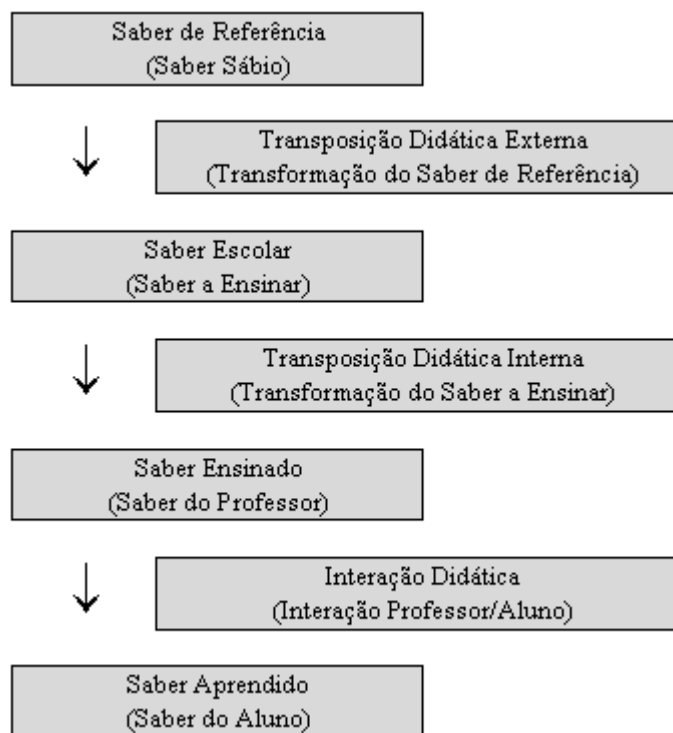 Saber de Referência
(Saber Sábio)
Transposição Didática Externa
(Transformação do Saber de Referência)
Saber Escolar
(Saber a Ensinar)
Transposição Didática Interna
(Transformação do Saber a Ensinar)
Saber Ensinado
(Saber do Professor)
Interação Didática
(Interação Professor/Aluno)
Saber Aprendido
(Saber do Aluno)